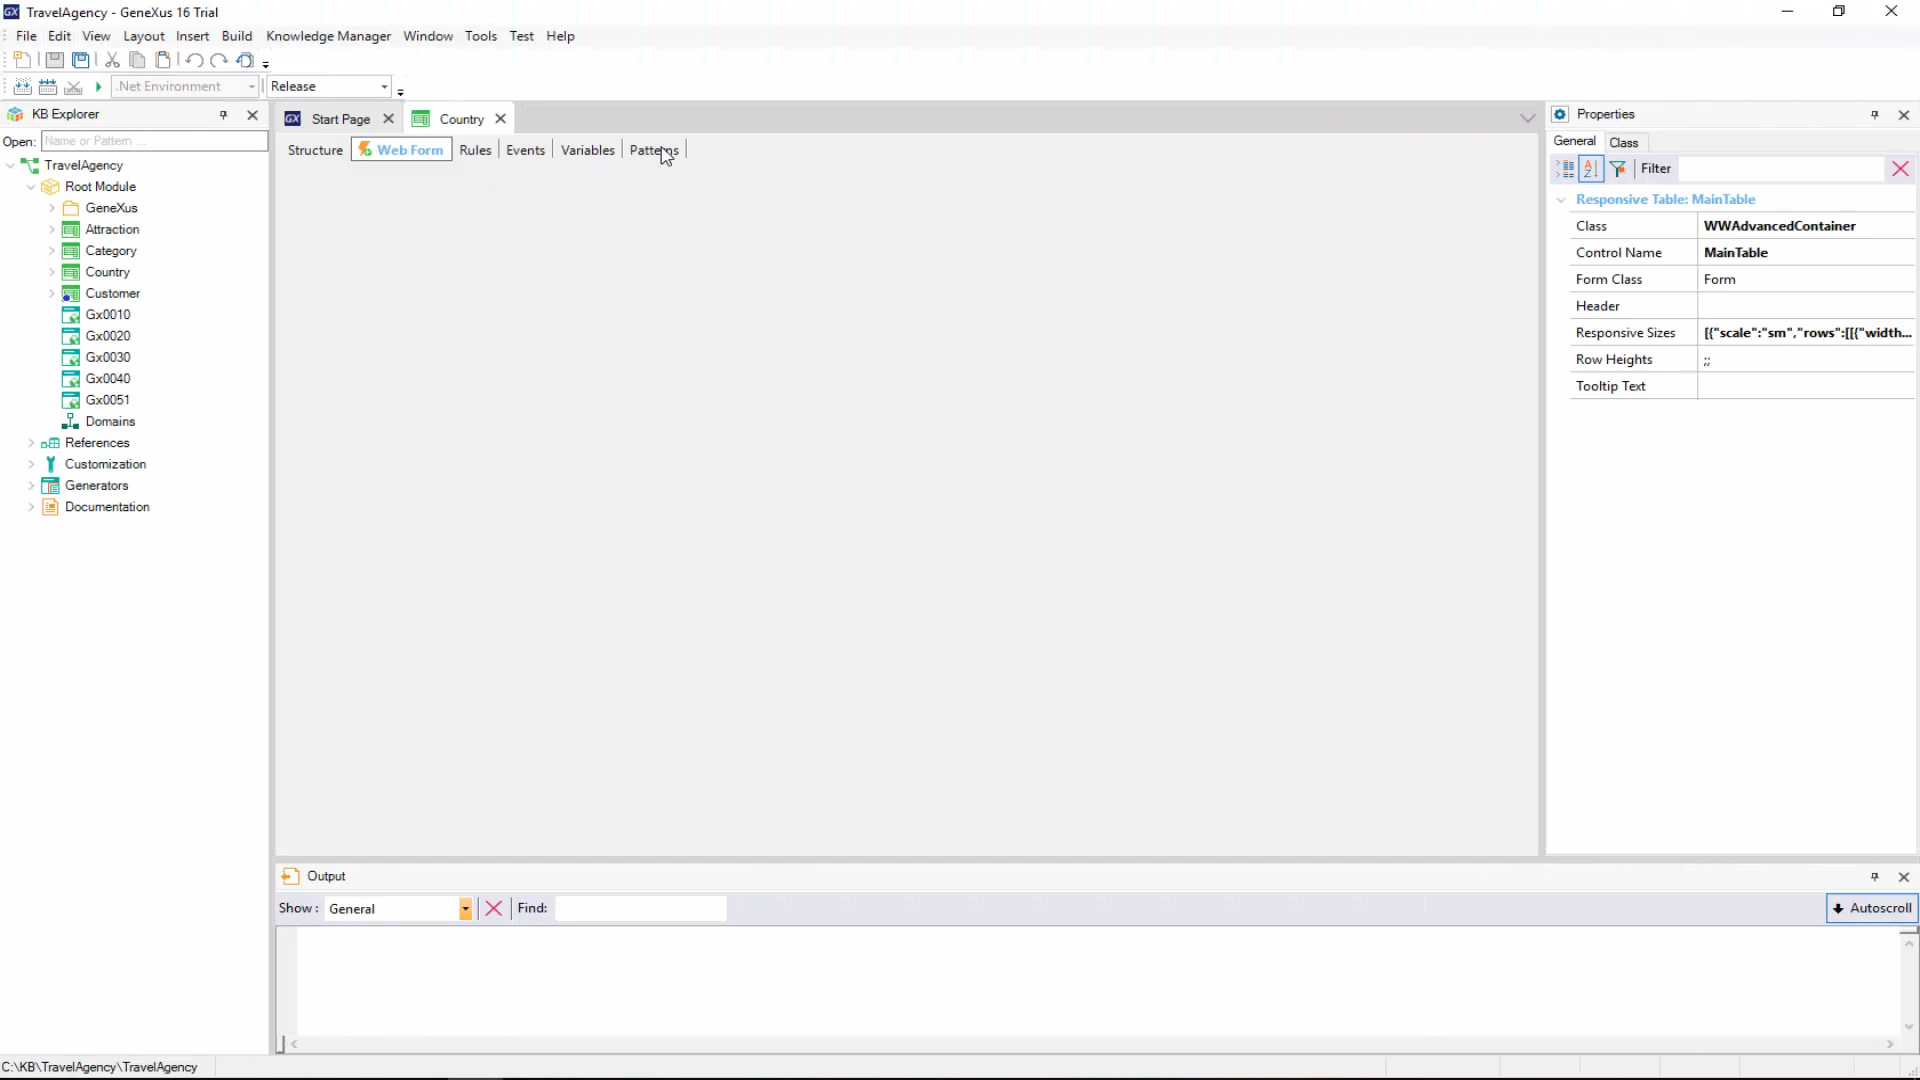 GX TravelAgency - GeneXus 16 Trial
File Edit View Layout Insert Build Knowledge Manager Window Tools Test Help
.Net Environment Release
KB Explorer
Open: Name or Pattern ...
TravelAgency
Root Module
GeneXus
Attraction
Category
Country
Customer
Gx0010
Gx0020
Gx0030
Gx0040
Gx0051
Domains
References
Customization
Generators
Documentation
GX Start Page Country
Structure Web Form Rules Events Variables Patterns
Properties
General Class
Filter
Responsive Table: MainTable
Class WWAdvancedContainer
Control Name MainTable
Form Class Form
Header
Responsive Sizes [{"scale":"sm","rows":[[{"width...
Row Heights ;;
Tooltip Text
Output
Show : General Find: Autoscroll
C:\KB\TravelAgency\TravelAgency